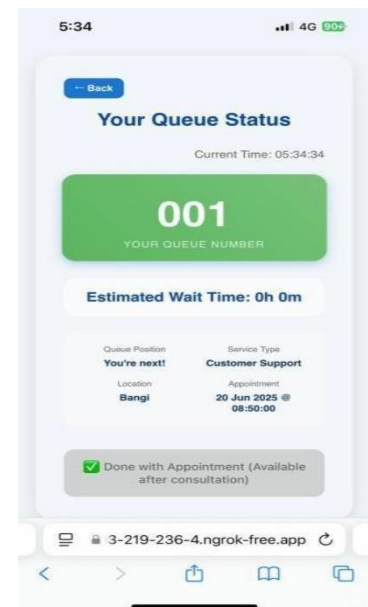 5:34
4G 90+
← Back
Your Queue Status
Current Time: 05:34:34
001
YOUR QUEUE NUMBER
Estimated Wait Time: 0h 0m
Queue Position
You're next!
Service Type
Customer Support
Location
Bangi
Appointment
20 Jun 2025 @
08:50:00
✅ Done with Appointment (Available
after consultation)
3-219-236-4.ngrok-free.app